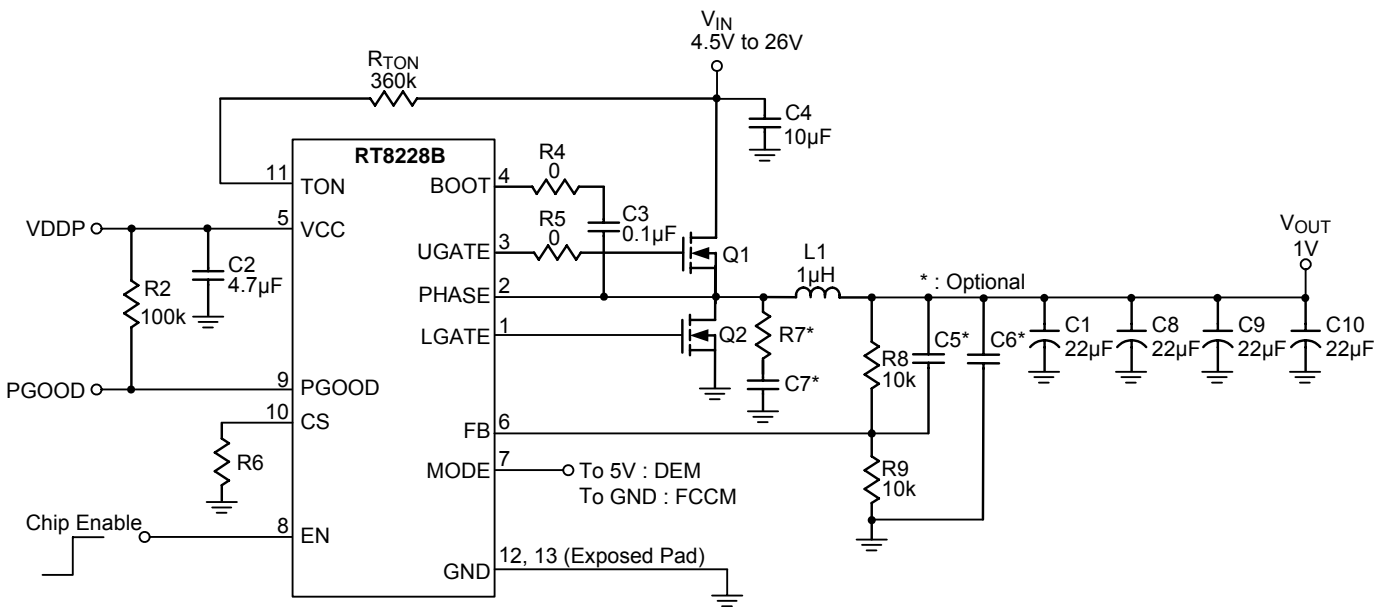 V_IN
4.5V to 26V
R_TON
360k
C4
10µF
RT8228B
11
TON
BOOT
4
R4
0
C3
0.1µF
VDDP
5
VCC
UGATE
3
R5
0
Q1
C2
4.7µF
R2
100k
PHASE
2
L1
1µH
V_OUT
1V
* : Optional
LGATE
1
Q2
R7*
C7*
R8
10k
C5*
C6*
C1
22µF
C8
22µF
C9
22µF
C10
22µF
PGOOD
9
PGOOD
10
CS
R6
FB
6
MODE
7
To 5V : DEM
To GND : FCCM
R9
10k
Chip Enable
8
EN
GND
12, 13 (Exposed Pad)